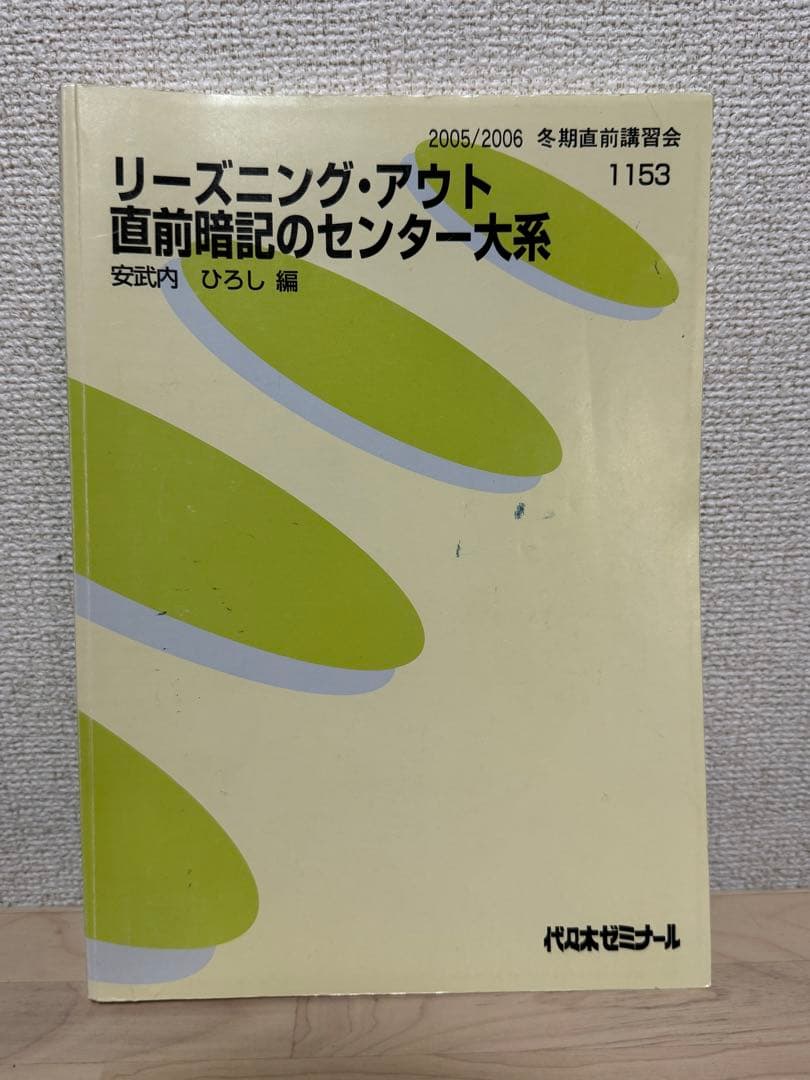 2005/2006 冬期直前講習会
1153
リーズニング・アウト
直前暗記のセンター大系
安武内 ひろし 編
代々木ゼミナール